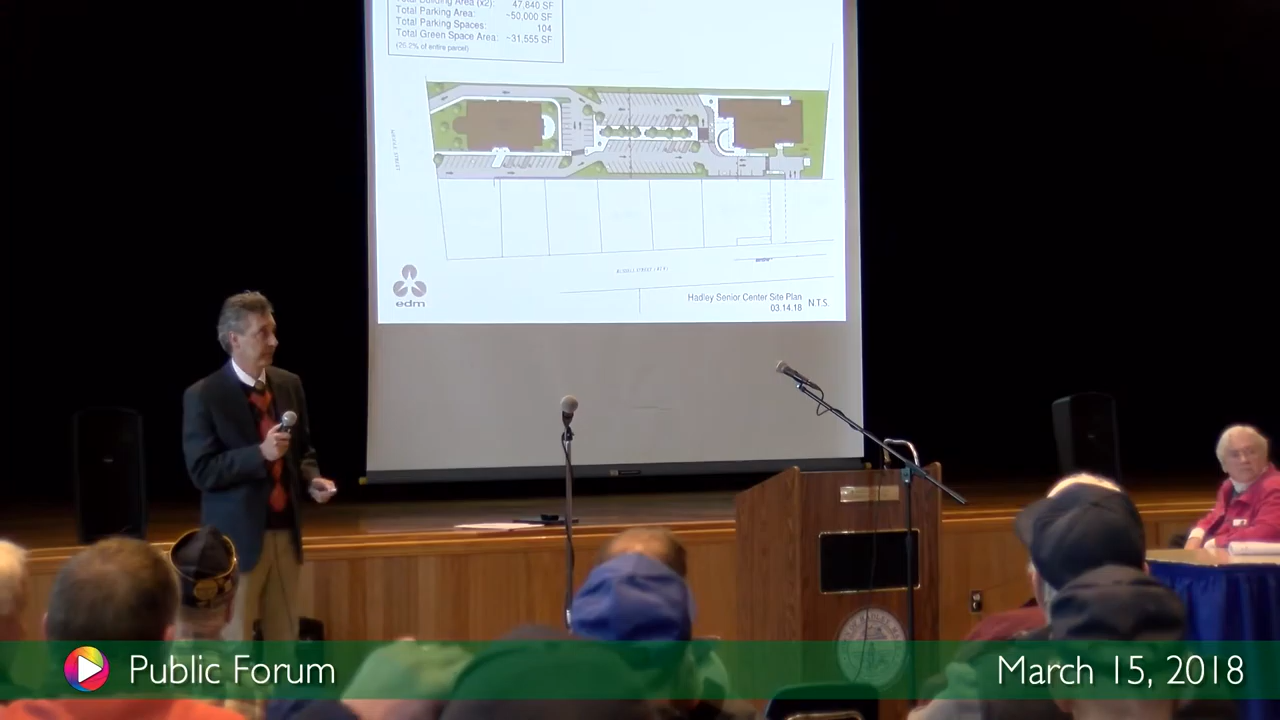 Total Building Area (x2): 47,840 SF
Total Parking Area: ~50,000 SF
Total Parking Spaces: 104
Total Green Space Area: ~31,555 SF
(25.2% of entire parcel)
edm
Hadley Senior Center Site Plan
03.14.18
N.T.S.
Public Forum
March 15, 2018